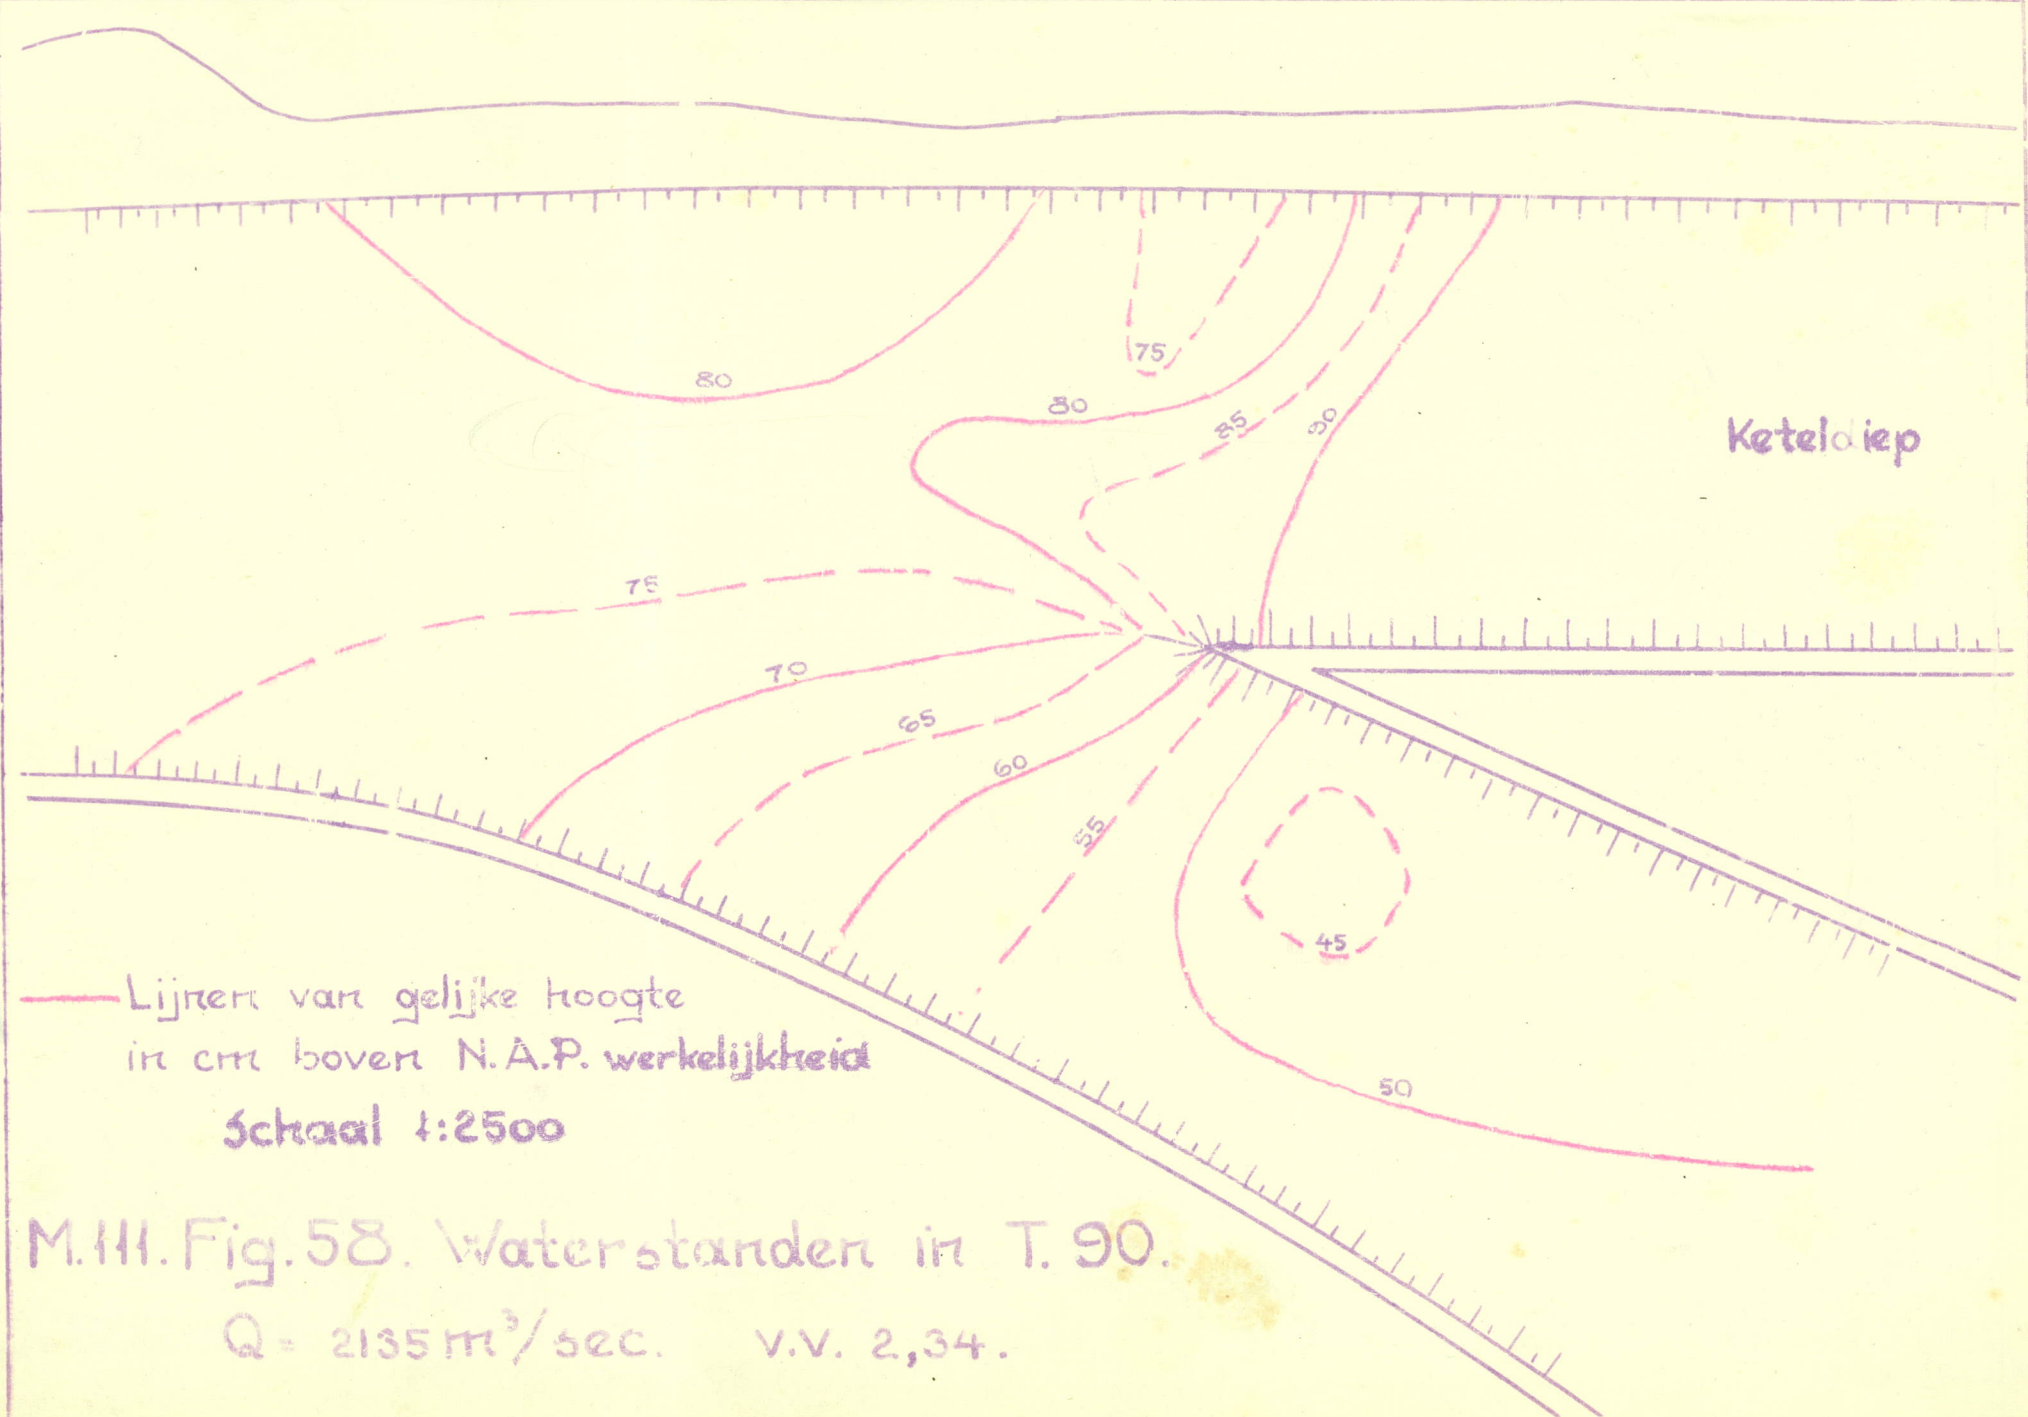 80
75
80
85
90
Keteldiep
75
70
65
60
55
45
50
Lijnen van gelijke hoogte
in cm boven N.A.P. werkelijkheid
Schaal 1:2500
M.III. Fig. 58. Waterstanden in T. 90.
Q = 2135 m³/sec. V.V. 2,34.